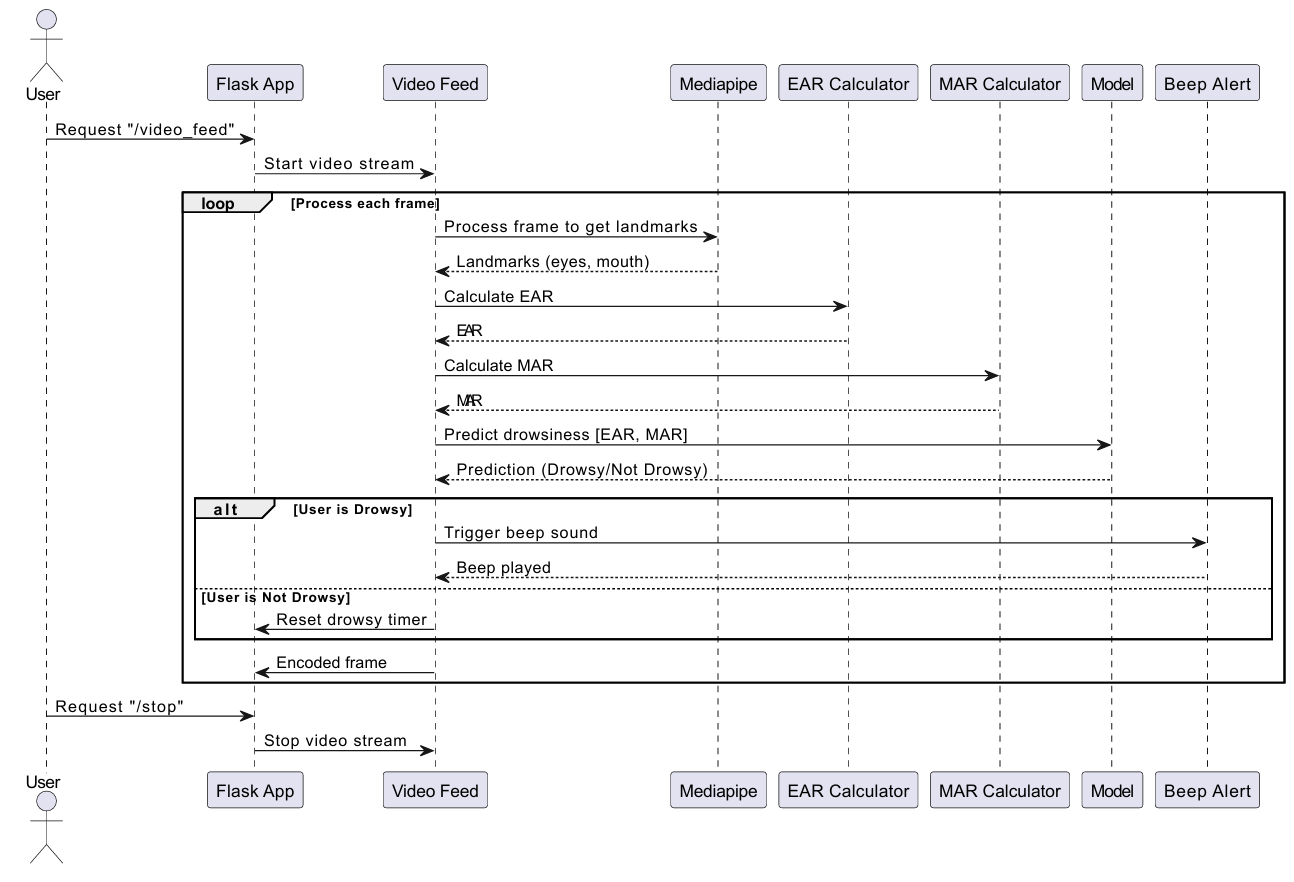 User
Flask App
Video Feed
Mediapipe
EAR Calculator
MAR Calculator
Model
Beep Alert
Request "/video_feed"
Start video stream
loop
[Process each frame]
Process frame to get landmarks
Landmarks (eyes, mouth)
Calculate EAR
EAR
Calculate MAR
MAR
Predict drowsiness [EAR, MAR]
Prediction (Drowsy/Not Drowsy)
alt
[User is Drowsy]
Trigger beep sound
Beep played
[User is Not Drowsy]
Reset drowsy timer
Encoded frame
Request "/stop"
Stop video stream
User
Flask App
Video Feed
Mediapipe
EAR Calculator
MAR Calculator
Model
Beep Alert